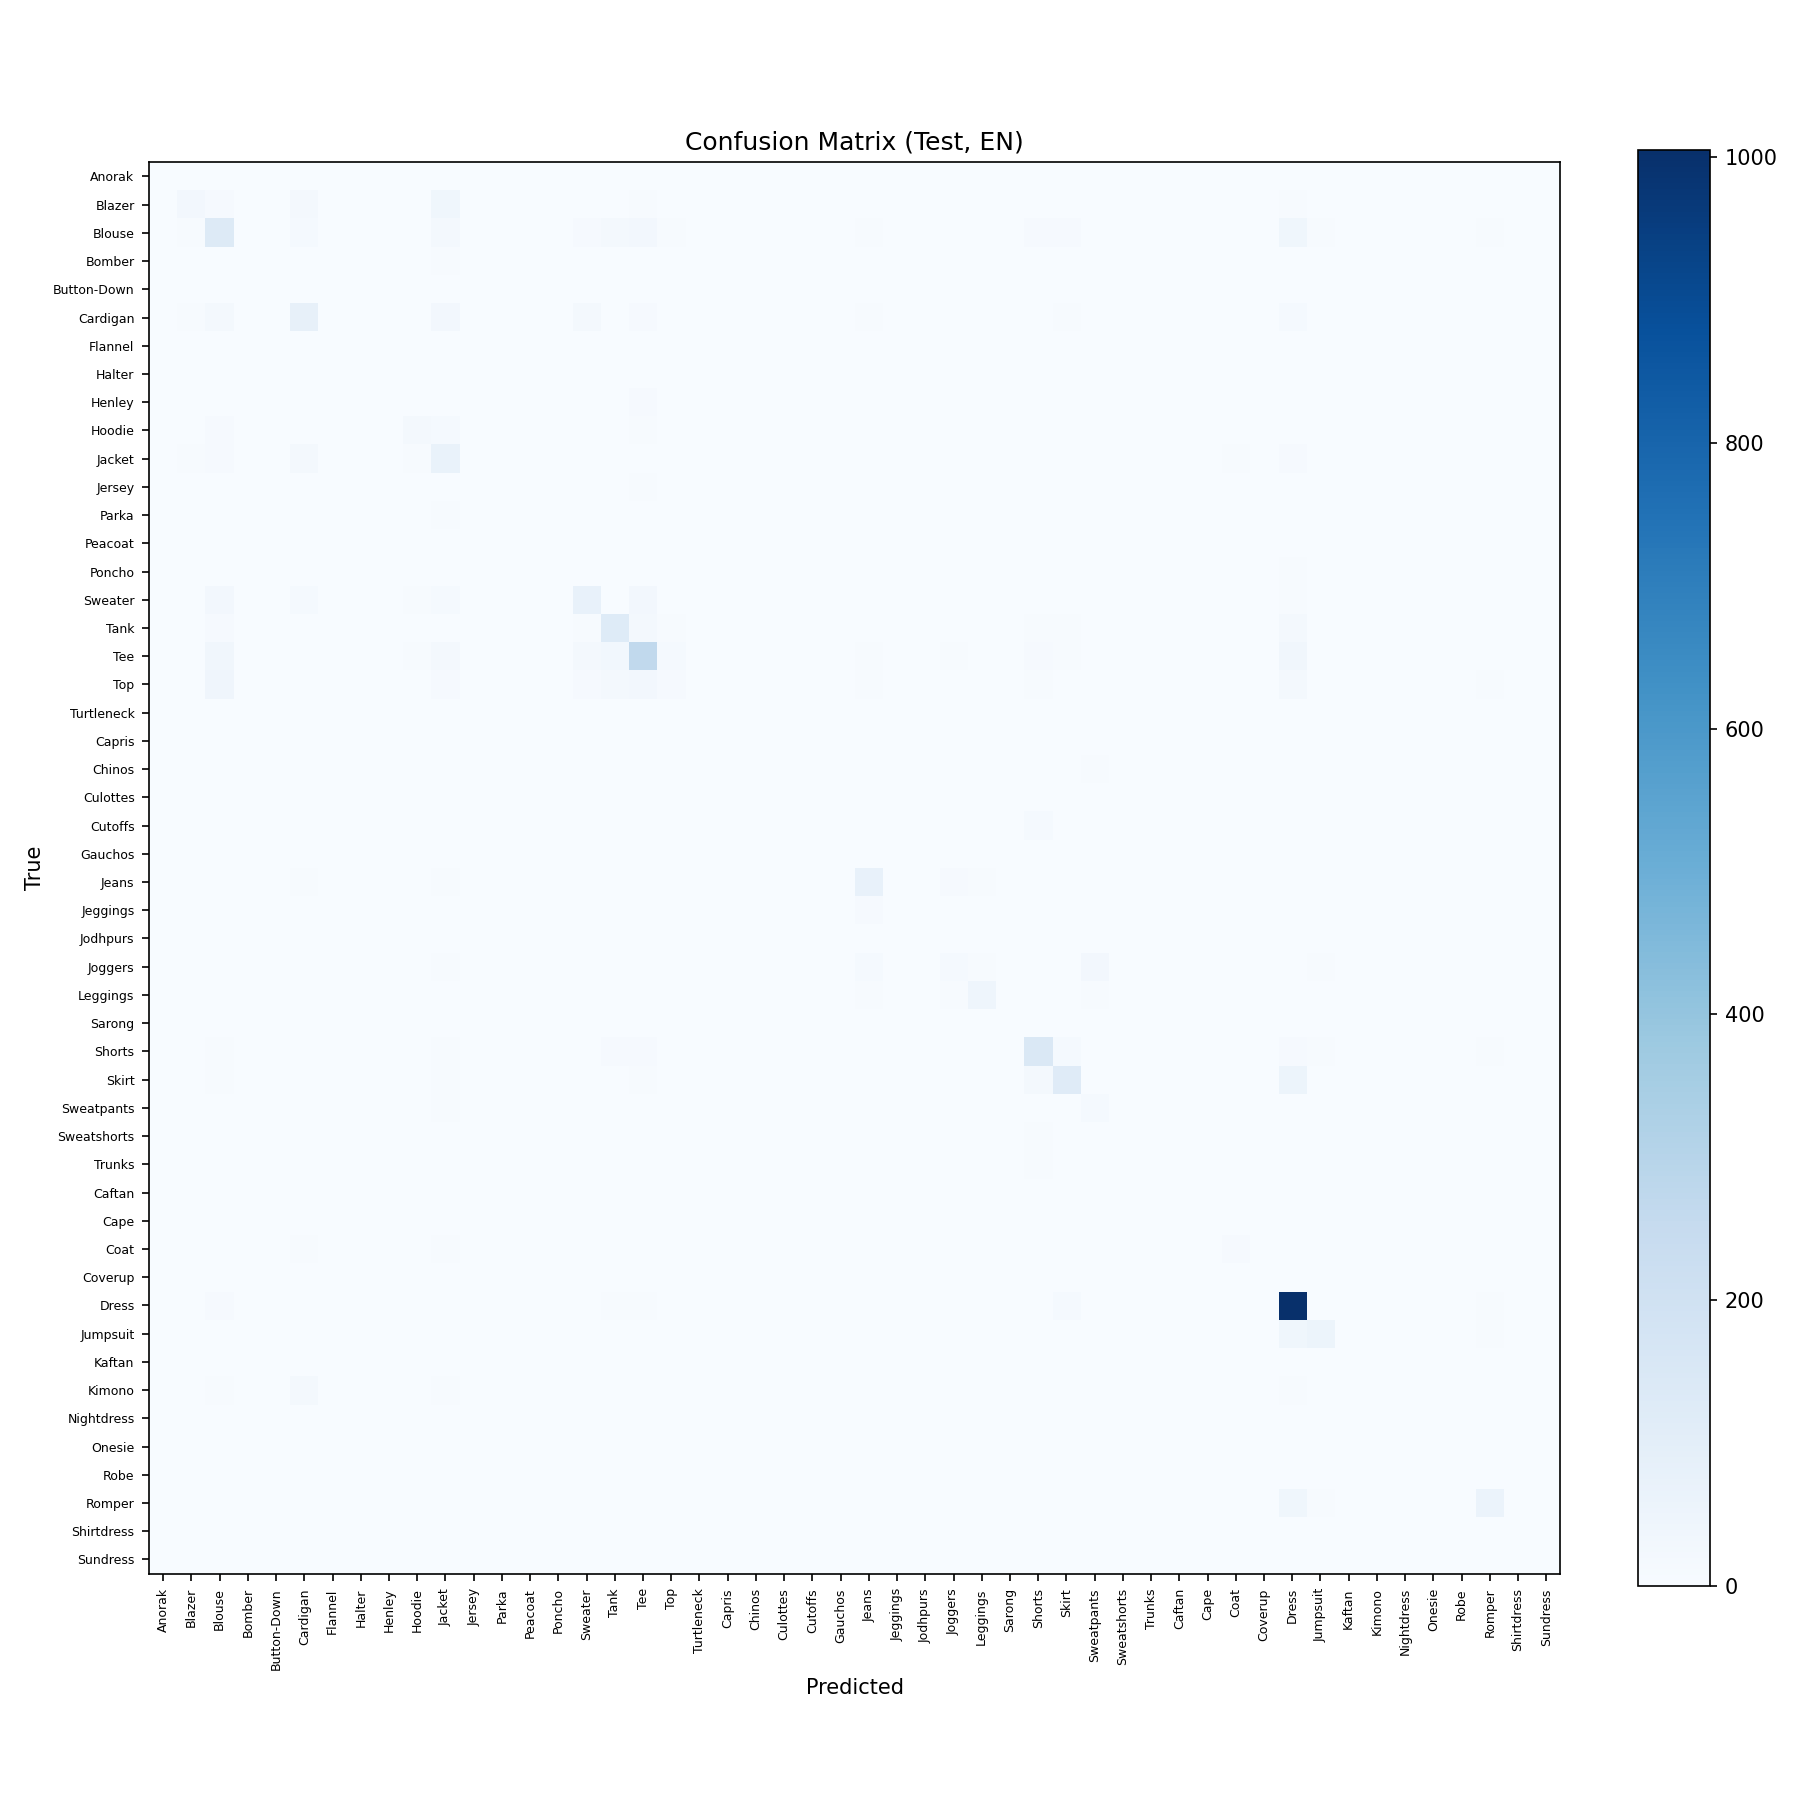 Confusion Matrix (Test, EN)
True
Anorak
Blazer
Blouse
Bomber
Button-Down
Cardigan
Flannel
Halter
Henley
Hoodie
Jacket
Jersey
Parka
Peacoat
Poncho
Sweater
Tank
Tee
Top
Turtleneck
Capris
Chinos
Culottes
Cutoffs
Gauchos
Jeans
Jeggings
Jodhpurs
Joggers
Leggings
Sarong
Shorts
Skirt
Sweatpants
Sweatshorts
Trunks
Caftan
Cape
Coat
Coverup
Dress
Jumpsuit
Kaftan
Kimono
Nightdress
Onesie
Robe
Romper
Shirtdress
Sundress
Anorak
Blazer
Blouse
Bomber
Button-Down
Cardigan
Flannel
Halter
Henley
Hoodie
Jacket
Jersey
Parka
Peacoat
Poncho
Sweater
Tank
Tee
Top
Turtleneck
Capris
Chinos
Culottes
Cutoffs
Gauchos
Jeans
Jeggings
Jodhpurs
Joggers
Leggings
Sarong
Shorts
Skirt
Sweatpants
Sweatshorts
Trunks
Caftan
Cape
Coat
Coverup
Dress
Jumpsuit
Kaftan
Kimono
Nightdress
Onesie
Robe
Romper
Shirtdress
Sundress
Predicted
1000
800
600
400
200
0